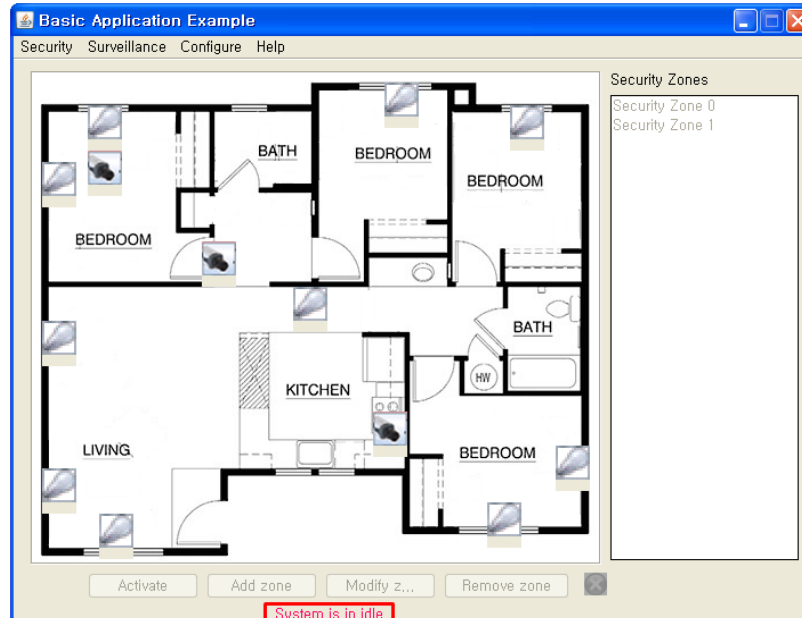 Basic Application Example
Security Surveillance Configure Help
Security Zones
Security Zone 0
Security Zone 1
BATH
BEDROOM
BEDROOM
BEDROOM
BATH
HW
KITCHEN
LIVING
BEDROOM
Activate Add zone Modify z... Remove zone
System is in idle